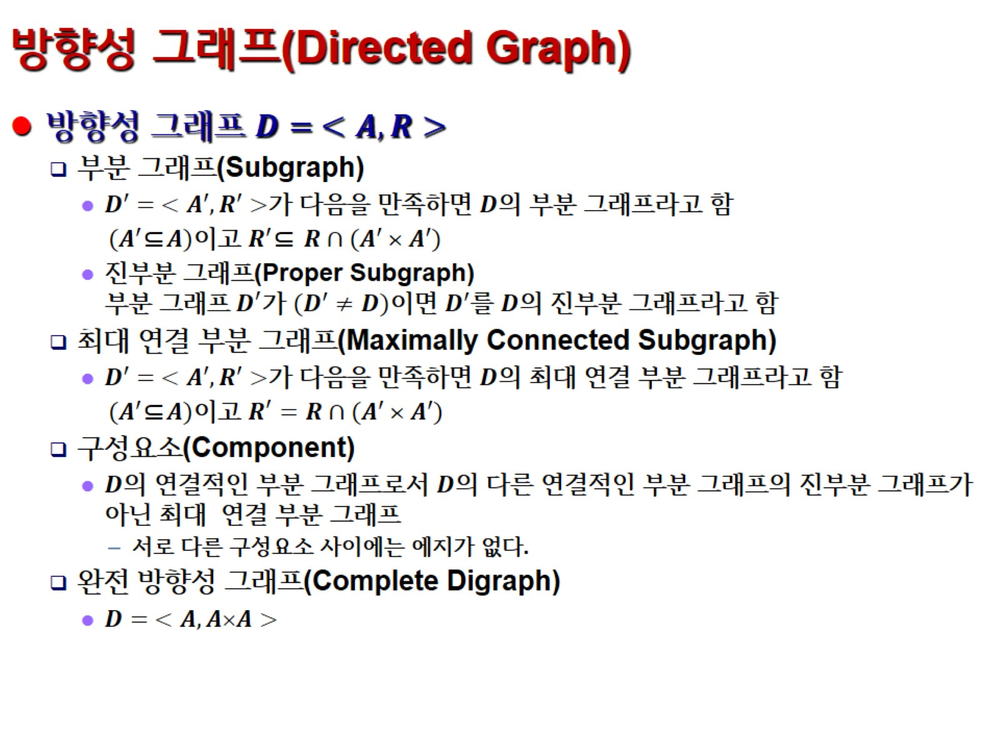 방향성 그래프(Directed Graph)
방향성 그래프 D = < A, R >
부분 그래프(Subgraph)
D′ = < A′, R′ >가 다음을 만족하면 D의 부분 그래프라고 함
(A′⊆A)이고 R′⊆ R ∩ (A′ × A′)
진부분 그래프(Proper Subgraph)
부분 그래프 D′가 (D′ ≠ D)이면 D′를 D의 진부분 그래프라고 함
최대 연결 부분 그래프(Maximally Connected Subgraph)
D′ = < A′, R′ >가 다음을 만족하면 D의 최대 연결 부분 그래프라고 함
(A′⊆A)이고 R′ = R ∩ (A′ × A′)
구성요소(Component)
D의 연결적인 부분 그래프로서 D의 다른 연결적인 부분 그래프의 진부분 그래프가
아닌 최대 연결 부분 그래프
– 서로 다른 구성요소 사이에는 에지가 없다.
완전 방향성 그래프(Complete Digraph)
D = < A, A×A >